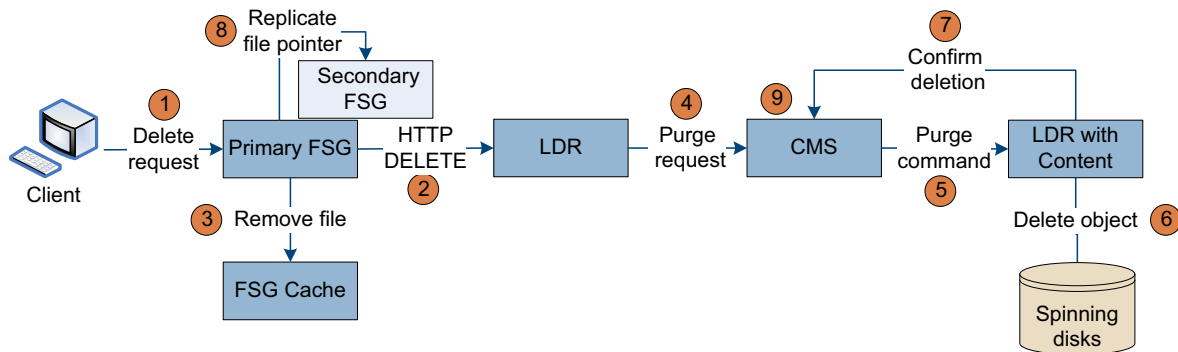 8
Replicate
file pointer
Secondary
FSG
7
Confirm
deletion
1
Delete
request
Client
Primary FSG
HTTP
DELETE
2
LDR
4
Purge
request
9
CMS
Purge
command
5
LDR with
Content
3
Remove file
FSG Cache
Delete object
6
Spinning
disks